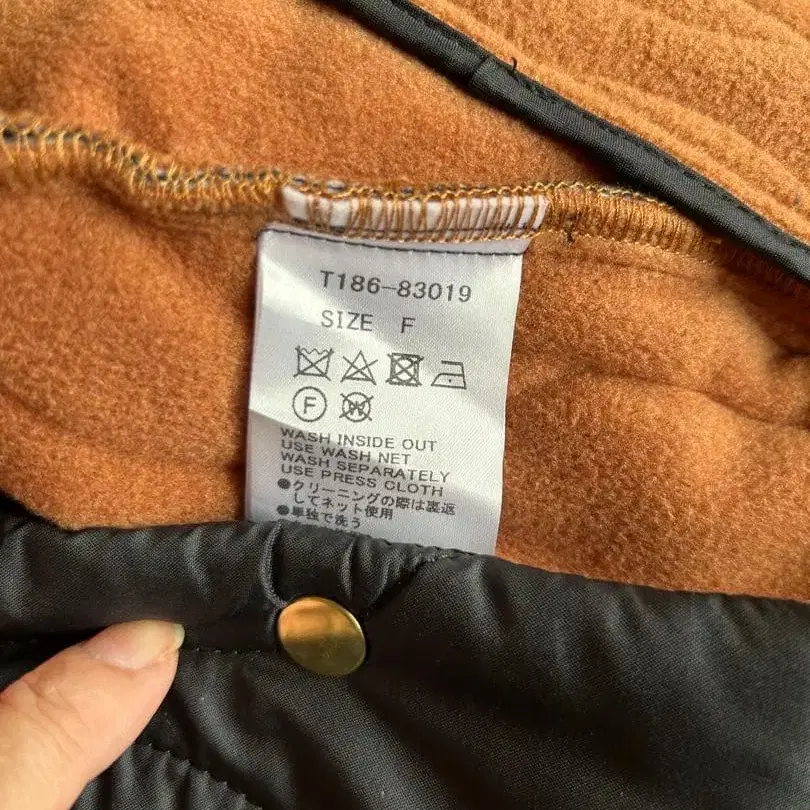 T186-83019
SIZE F
F W
WASH INSIDE OUT
USE WASH NET
WASH SEPARATELY
USE PRESS CLOTH
●クリーニングの際は裏返
してネット使用
●単独で洗う